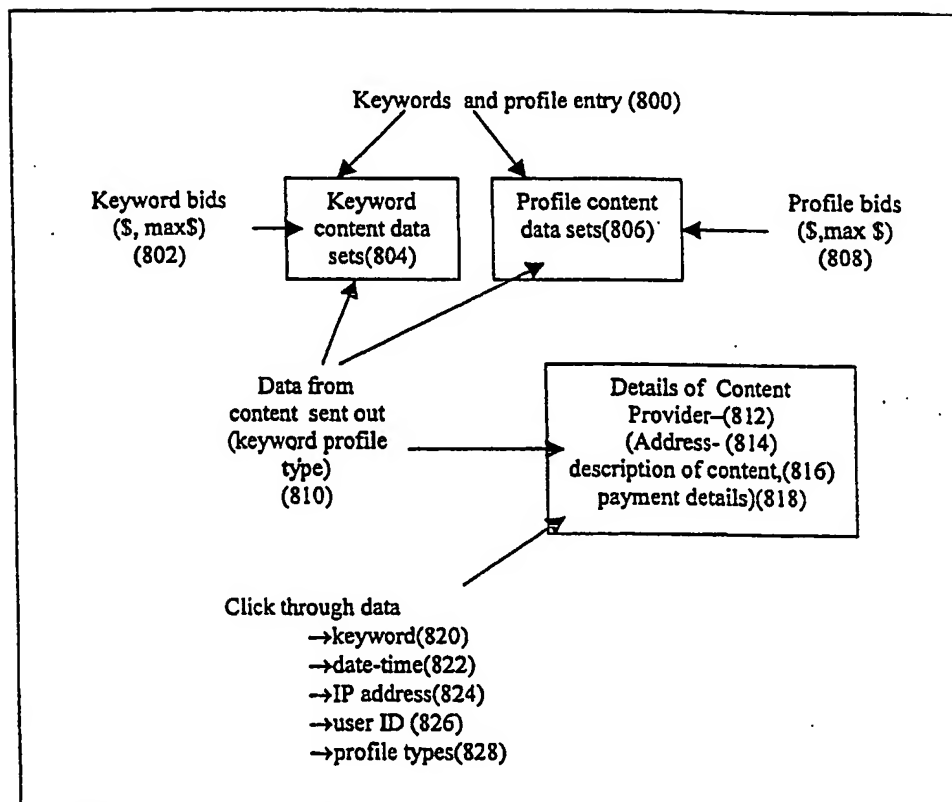 Keywords and profile entry (800)
Keyword bids
($, max$)
(802)
Keyword
content data
sets(804)
Profile content
data sets(806)
Profile bids
($,max $)
(808)
Data from
content sent out
(keyword profile
type)
(810)
Details of Content
Provider–(812)
(Address- (814)
description of content,(816)
payment details)(818)
Click through data
→keyword(820)
→date-time(822)
→IP address(824)
→user ID (826)
→profile types(828)